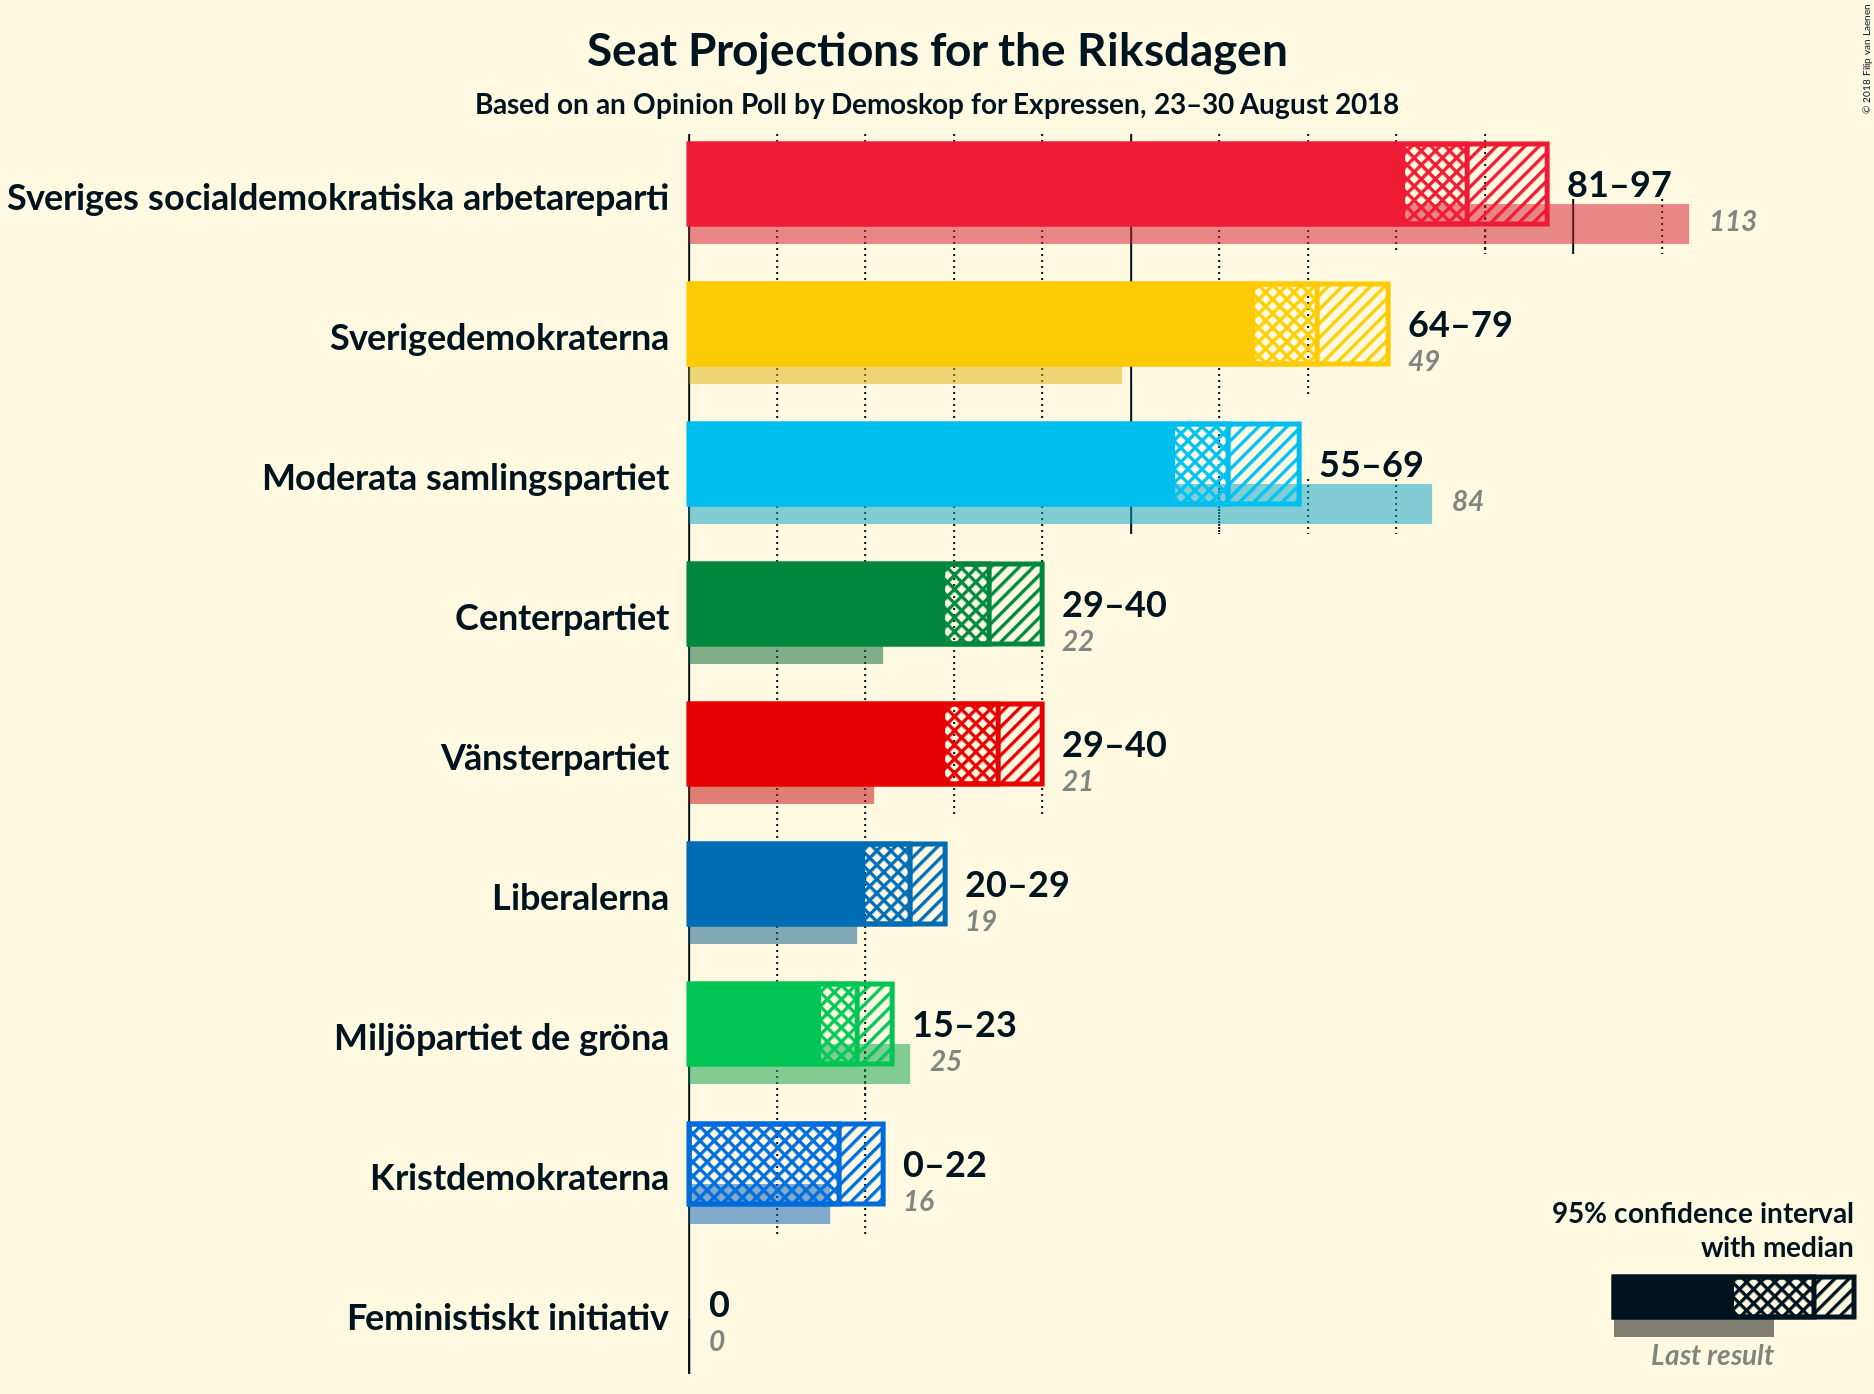 Seat Projections for the Riksdagen
Based on an Opinion Poll by Demoskop for Expressen, 23–30 August 2018
© 2018 Filip van Laenen
Sveriges socialdemokratiska arbetareparti
81–97
113
Sverigedemokraterna
64–79
49
Moderata samlingspartiet
55–69
84
Centerpartiet
29–40
22
Vänsterpartiet
29–40
21
Liberalerna
20–29
19
Miljöpartiet de gröna
15–23
25
Kristdemokraterna
0–22
16
Feministiskt initiativ
0
0
95% confidence interval
with median
Last result